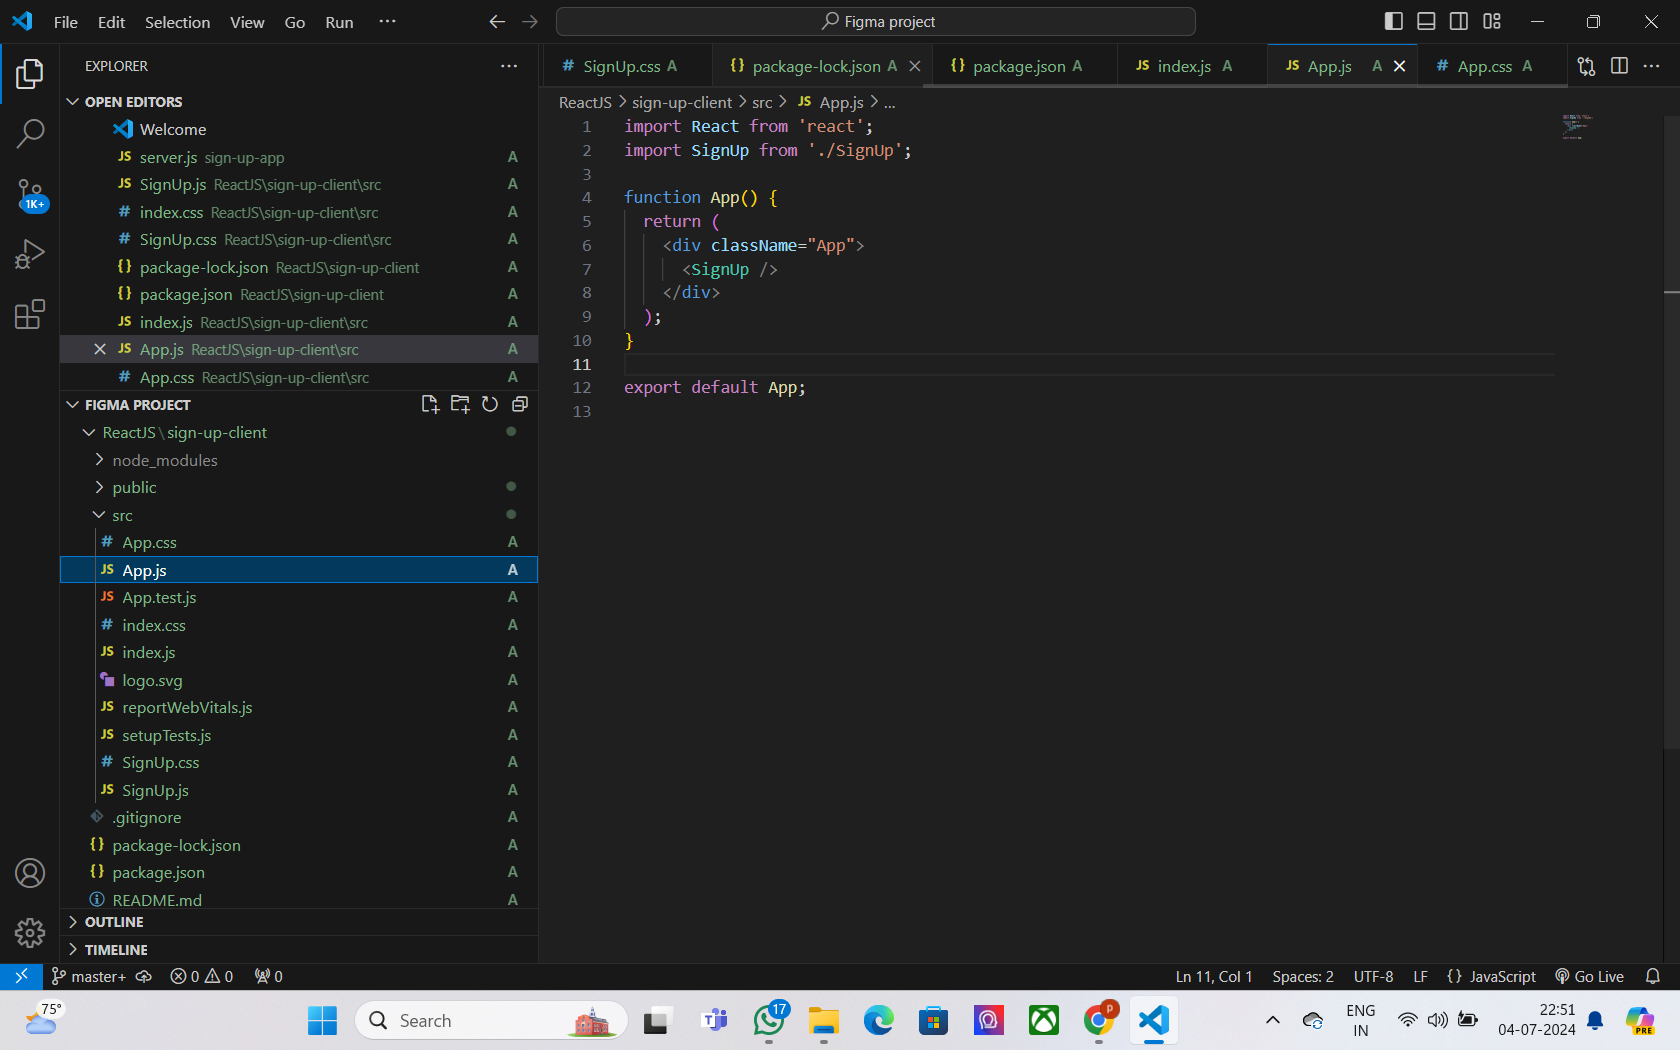 File Edit Selection View Go Run ···
Figma project
EXPLORER
OPEN EDITORS
Welcome
JS server.js sign-up-app A
JS SignUp.js ReactJS\sign-up-client\src A
# index.css ReactJS\sign-up-client\src A
# SignUp.css ReactJS\sign-up-client\src A
{} package-lock.json ReactJS\sign-up-client A
{} package.json ReactJS\sign-up-client A
JS index.js ReactJS\sign-up-client\src A
JS App.js ReactJS\sign-up-client\src A
# App.css ReactJS\sign-up-client\src A
FIGMA PROJECT
ReactJS\sign-up-client
node_modules
public
src
# App.css A
JS App.js A
JS App.test.js A
# index.css A
JS index.js A
logo.svg A
JS reportWebVitals.js A
JS setupTests.js A
# SignUp.css A
JS SignUp.js A
.gitignore A
{} package-lock.json A
{} package.json A
README.md A
OUTLINE
TIMELINE
1K+
# SignUp.css A {} package-lock.json A {} package.json A JS index.js A JS App.js A # App.css A
ReactJS > sign-up-client > src > JS App.js > ...
1 import React from 'react';
2 import SignUp from './SignUp';
3
4 function App() {
5 return (
6 <div className="App">
7 <SignUp />
8 </div>
9 );
10 }
11
12 export default App;
13
master+ 0 0 0 Ln 11, Col 1 Spaces: 2 UTF-8 LF {} JavaScript Go Live
75°
Search
T
17
P
ENG
IN
22:51
04-07-2024
PRE